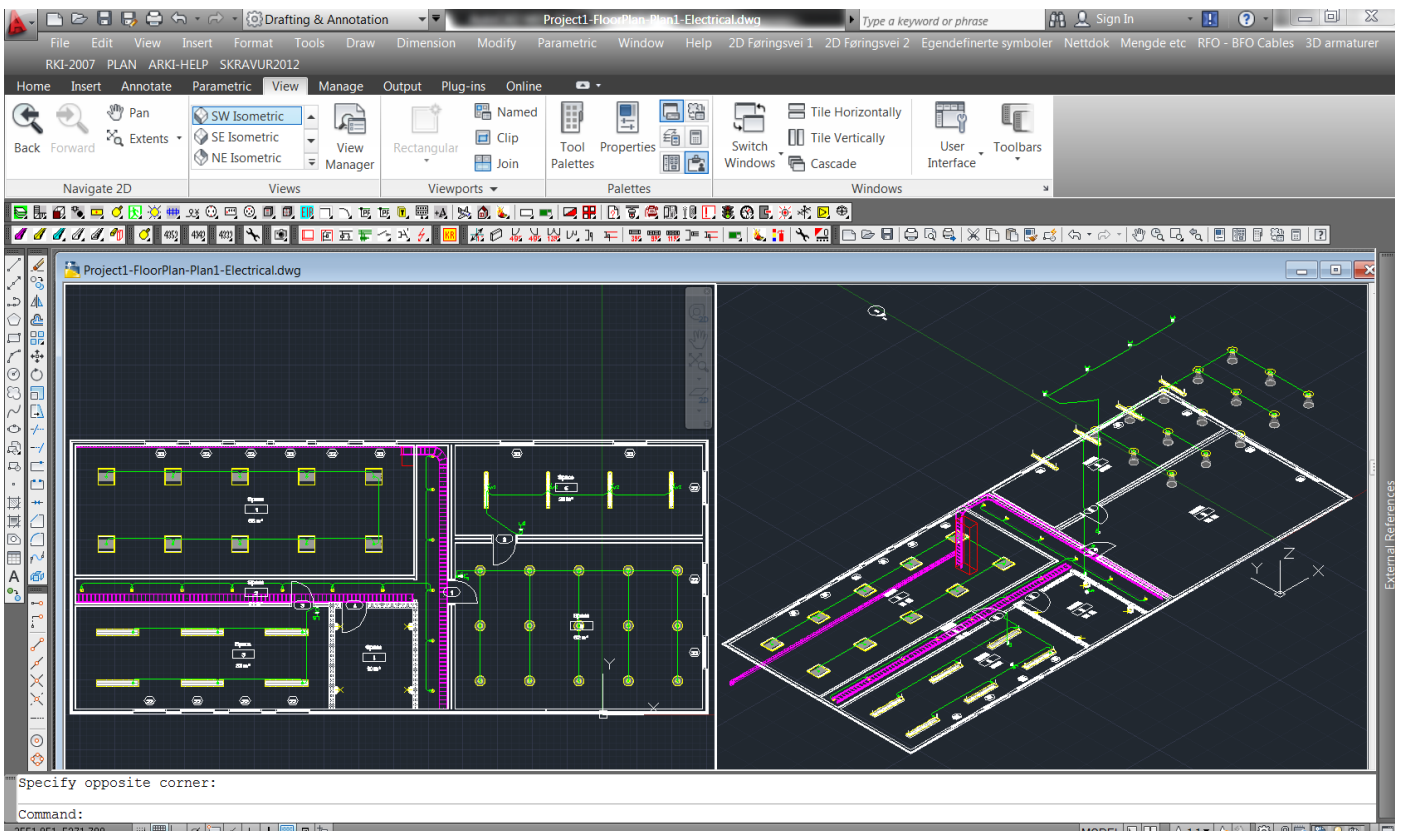 Drafting & Annotation
Project1-FloorPlan-Plan1-Electrical.dwg
Type a keyword or phrase
Sign In
File Edit View Insert Format Tools Draw Dimension Modify Parametric Window Help 2D Føringsvei 1 2D Føringsvei 2 Egendefinerte symboler Nettdok Mengde etc RFO - BFO Cables 3D armaturer
RKI-2007 PLAN ARKI-HELP SKRAVUR2012
Home Insert Annotate Parametric View Manage Output Plug-ins Online
Back
Forward
Pan
Extents
SW Isometric
SE Isometric
NE Isometric
View Manager
Rectangular
Named
Clip
Join
Tool Palettes
Properties
Switch Windows
Tile Horizontally
Tile Vertically
Cascade
User Interface
Toolbars
Navigate 2D
Views
Viewports
Palettes
Windows
Project1-FloorPlan-Plan1-Electrical.dwg
Y
X
Z
Y
X
External References
Specify opposite corner:
Command:
MODEL